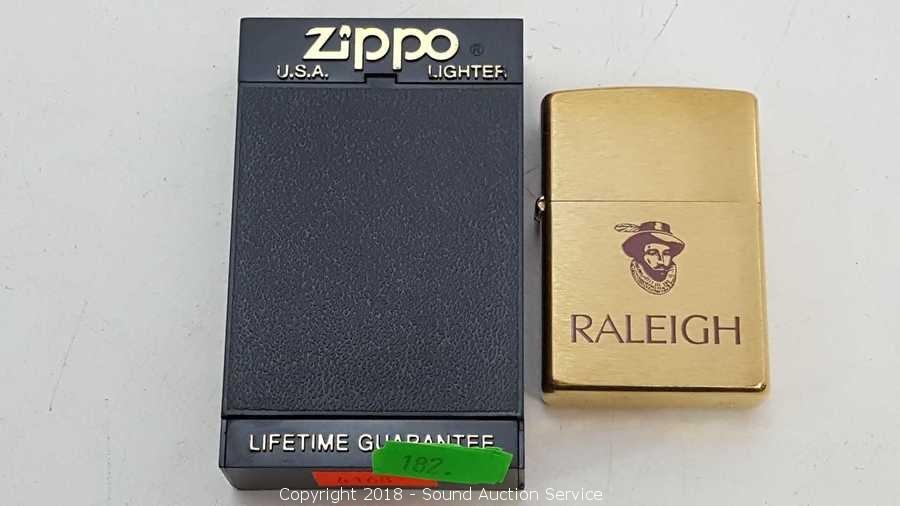 Zippo ®
U.S.A. LIGHTER
RALEIGH
LIFETIME GUARANTEE
182.
Copyright 2018 - Sound Auction Service